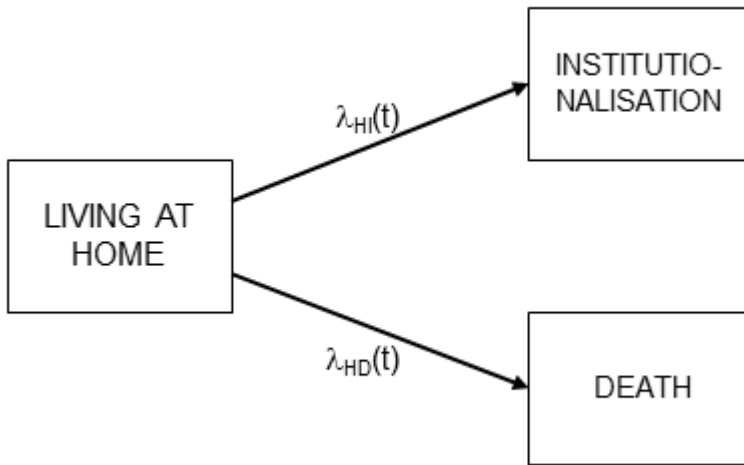 INSTITUTIO-
NALISATION
λHI(t)
LIVING AT
HOME
λHD(t)
DEATH